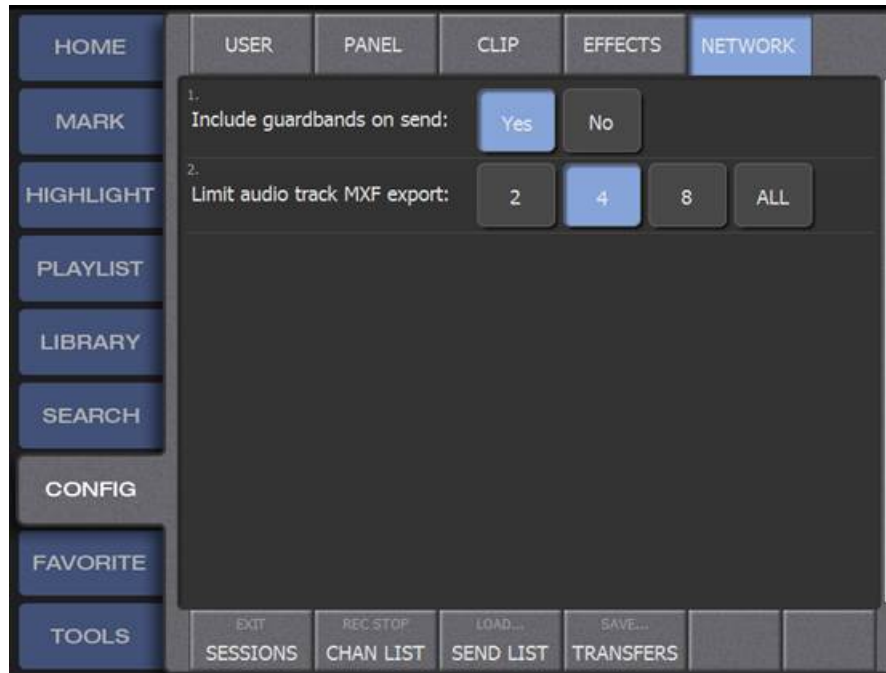 HOME
USER PANEL CLIP EFFECTS NETWORK
MARK
1.
Include guardbands on send: Yes No
HIGHLIGHT
2.
Limit audio track MXF export: 2 4 8 ALL
PLAYLIST
LIBRARY
SEARCH
CONFIG
FAVORITE
TOOLS
EXIT REC STOP LOAD... SAVE...
SESSIONS CHAN LIST SEND LIST TRANSFERS